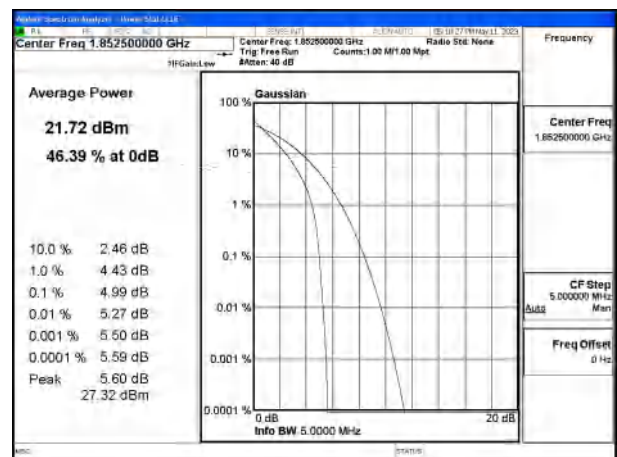 Center Freq 1.852500000 GHz
Center Freq: 1.852500000 GHz
Radio Std: None
Trig: Free Run
Counts:1.00 M/1.00 Mpt
#IFGain:Low
#Atten: 40 dB
Frequency
Average Power
21.72 dBm
46.39 % at 0dB
10.0 % 2.46 dB
1.0 % 4.43 dB
0.1 % 4.99 dB
0.01 % 5.27 dB
0.001 % 5.50 dB
0.0001 % 5.59 dB
Peak 5.60 dB
27.32 dBm
Gaussian
100 %
10 %
1 %
0.1 %
0.01 %
0.001 %
0.0001 %
0 dB
20 dB
Info BW 5.0000 MHz
Center Freq
1.852500000 GHz
CF Step
5.000000 MHz
Auto Man
Freq Offset
0 Hz
MSG
STATUS